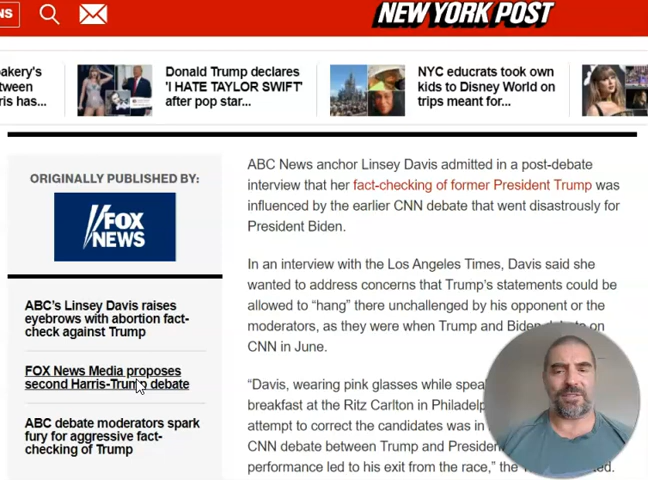 NS
NEW YORK POST
akery's
tween
ris has...
Donald Trump declares
'I HATE TAYLOR SWIFT'
after pop star...
NYC educrats took own
kids to Disney World on
trips meant for...
ORIGINALLY PUBLISHED BY:
FOX
NEWS
ABC's Linsey Davis raises
eyebrows with abortion fact-
check against Trump
FOX News Media proposes
second Harris-Trump debate
ABC debate moderators spark
fury for aggressive fact-
checking of Trump
ABC News anchor Linsey Davis admitted in a post-debate
interview that her fact-checking of former President Trump was
influenced by the earlier CNN debate that went disastrously for
President Biden.
In an interview with the Los Angeles Times, Davis said she
wanted to address concerns that Trump's statements could be
allowed to “hang” there unchallenged by his opponent or the
moderators, as they were when Trump and Biden on
CNN in June.
“Davis, wearing pink glasses while
breakfast at the Ritz Carlton in
attempt to correct the candidates was in
CNN debate between Trump and
performance led to his exit from the race,” the